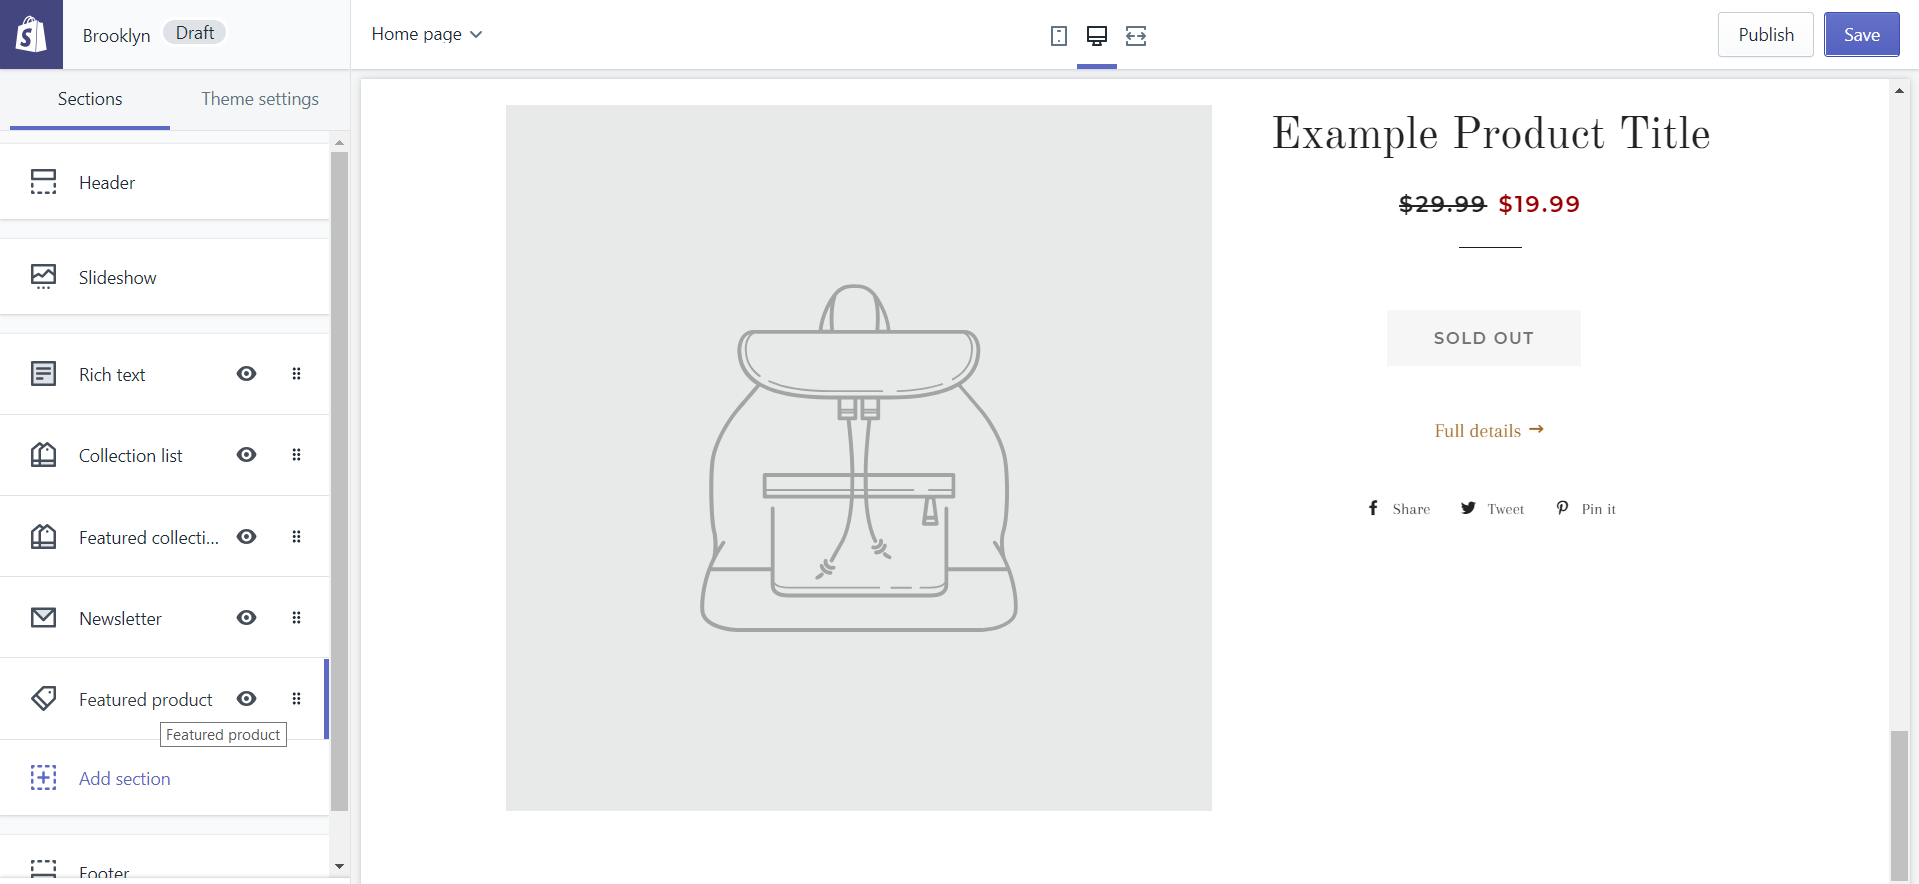 Brooklyn Draft
Home page
Publish
Save
Sections
Theme settings
Header
Slideshow
Rich text
Collection list
Featured collecti...
Newsletter
Featured product
Featured product
Add section
Footer
Example Product Title
$29.99 $19.99
SOLD OUT
Full details →
Share Tweet Pin it